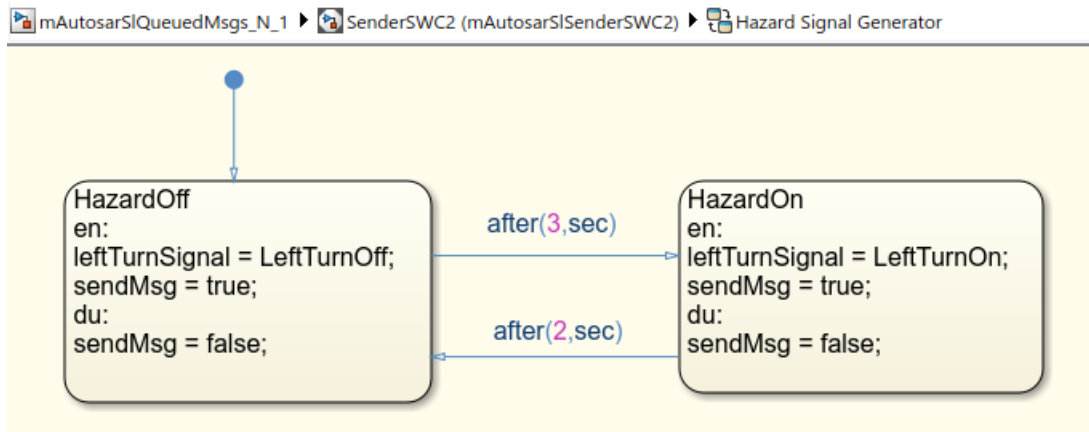 mAutosarSlQueuedMsgs_N_1 SenderSWC2 (mAutosarSlSenderSWC2) Hazard Signal Generator
HazardOff
en:
leftTurnSignal = LeftTurnOff;
sendMsg = true;
du:
sendMsg = false;
after(3,sec)
after(2,sec)
HazardOn
en:
leftTurnSignal = LeftTurnOn;
sendMsg = true;
du:
sendMsg = false;